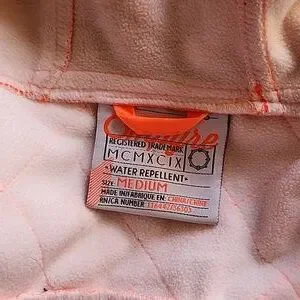 REGISTERED TRADEMARK
MCMXCIX
WATER REPELLENT
SIZE: MEDIUM
MADE IN/FABRIQUE EN: CHINA/CHINE
RN/CA NUMBER: